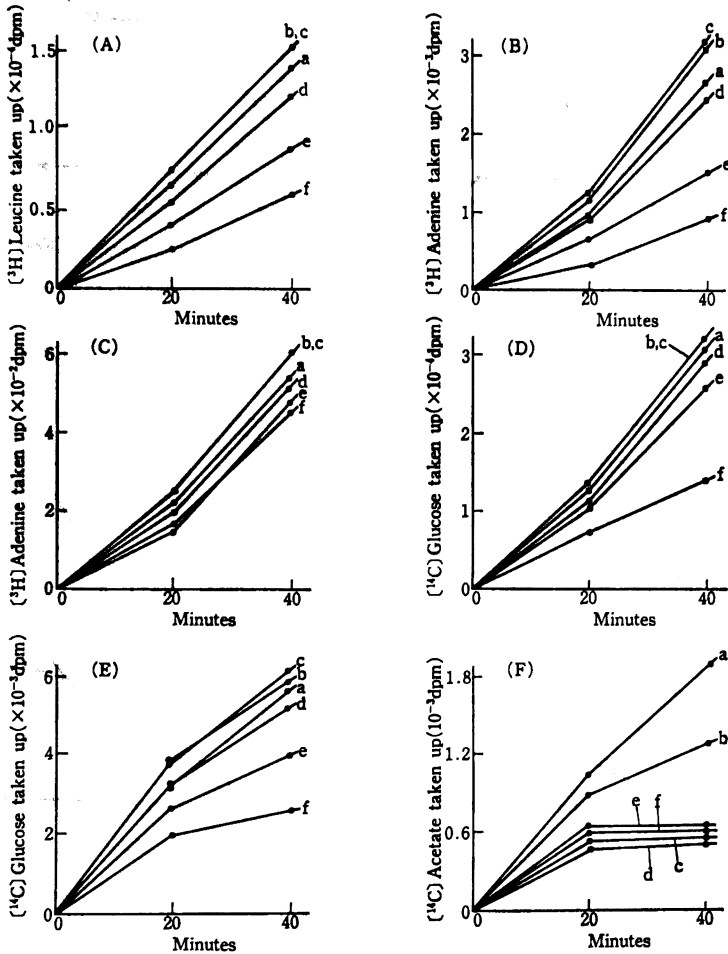 (A)
[³H]Leucine taken up(×10⁻⁴dpm)
1.5
1.0
0.5
0
b,c
a
d
e
f
0 20 40
Minutes
(B)
[³H]Adenine taken up(×10⁻³dpm)
3
2
1
0
c
b
a
d
e
f
0 20 40
Minutes
(C)
[³H]Adenine taken up(×10⁻²dpm)
6
4
2
0
b,c
a
d
e
f
0 20 40
Minutes
(D)
[¹⁴C]Glucose taken up(×10⁻⁴dpm)
3
2
1
0
b,c
a
d
e
f
0 20 40
Minutes
(E)
[¹⁴C]Glucose taken up(×10⁻³dpm)
6
4
2
0
c
b
a
d
e
f
0 20 40
Minutes
(F)
[¹⁴C]Acetate taken up(10⁻³dpm)
1.8
1.2
0.6
0
a
b
e f
d c
0 20 40
Minutes